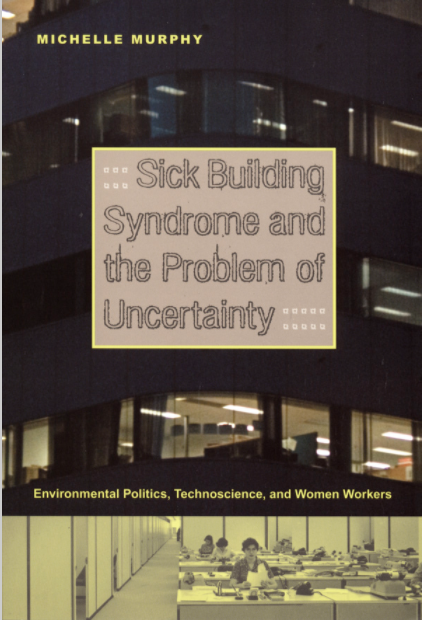 MICHELLE MURPHY
Sick Building
Syndrome and
the Problem of
Uncertainty
Environmental Politics, Technoscience, and Women Workers